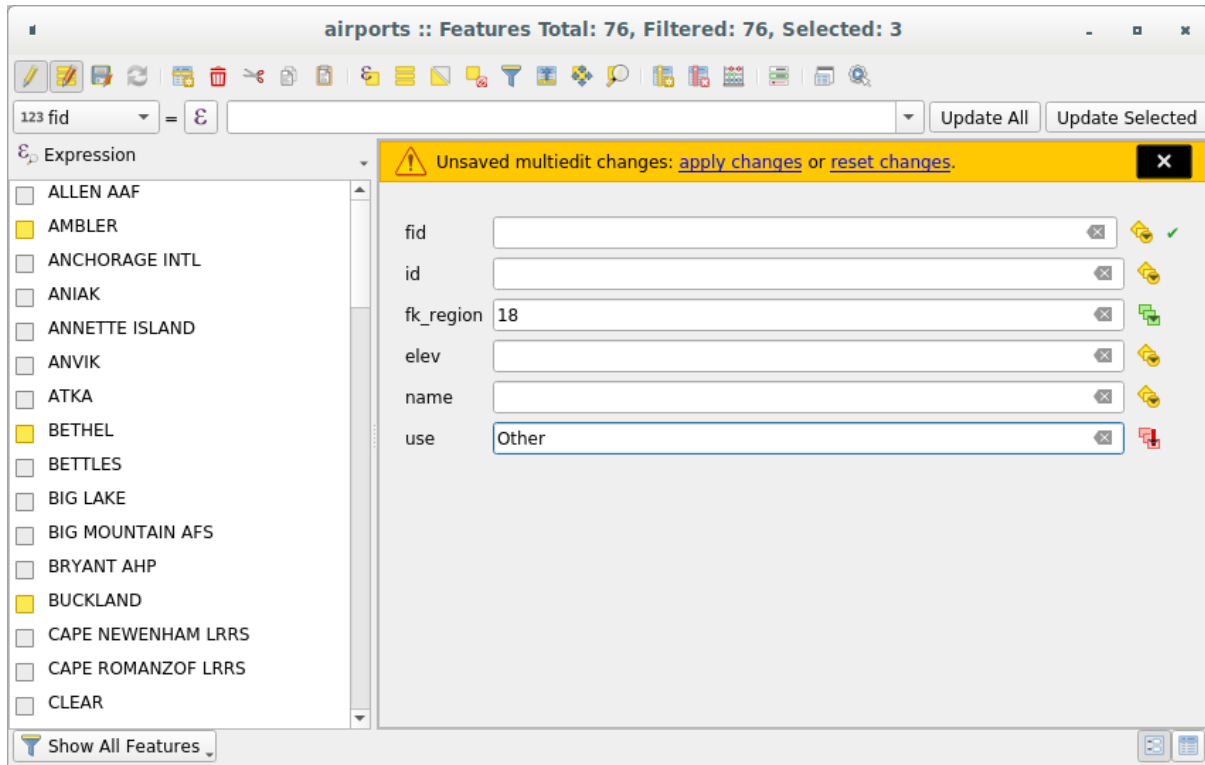 airports :: Features Total: 76, Filtered: 76, Selected: 3
123 fid = ε Update All Update Selected
ε Expression
Unsaved multiedit changes: apply changes or reset changes.
ALLEN AAF
AMBLER
ANCHORAGE INTL
ANIAK
ANNETTE ISLAND
ANVIK
ATKA
BETHEL
BETTLES
BIG LAKE
BIG MOUNTAIN AFS
BRYANT AHP
BUCKLAND
CAPE NEWENHAM LRRS
CAPE ROMANZOF LRRS
CLEAR
fid
id
fk_region 18
elev
name
use Other
Show All Features